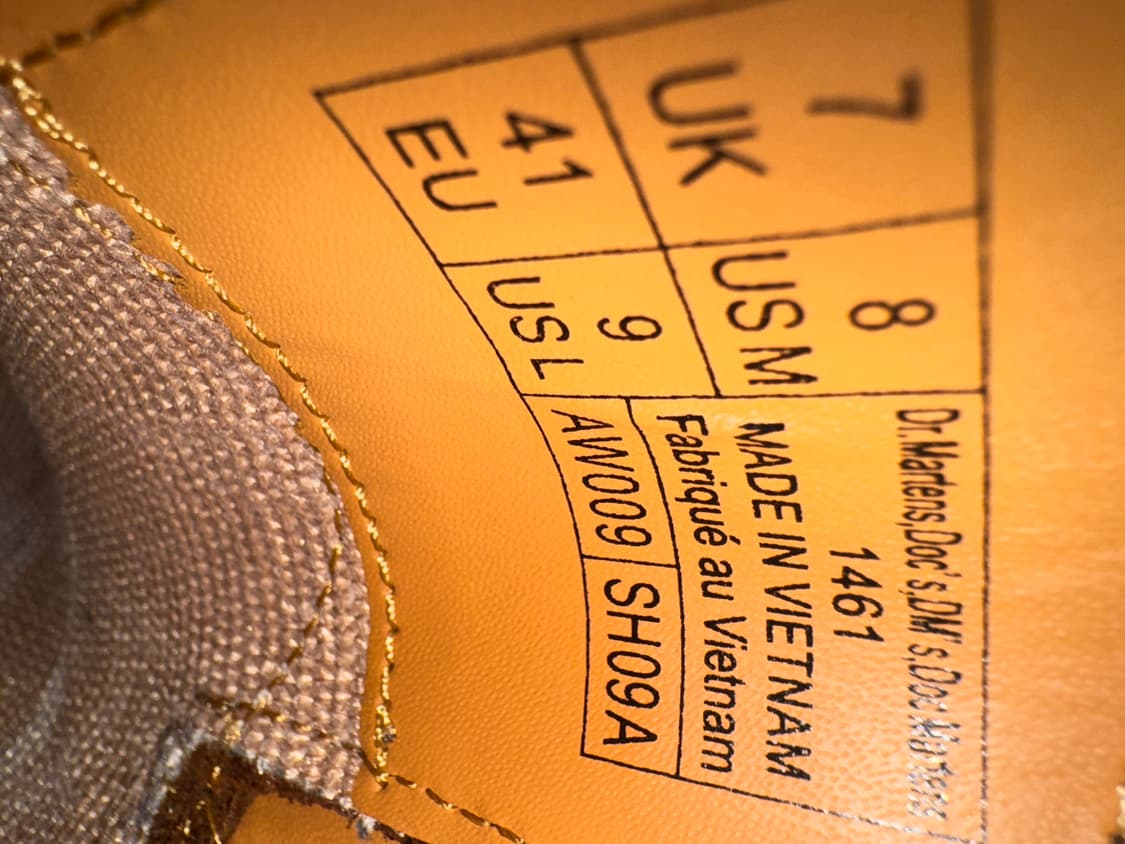 7
UK
8
US M
41
EU
9
US L
Dr.Martens,Doc's,DM's,Doc Martens
1461
MADE IN VIETNAM
Fabriqué au Vietnam
AW009
SH09A